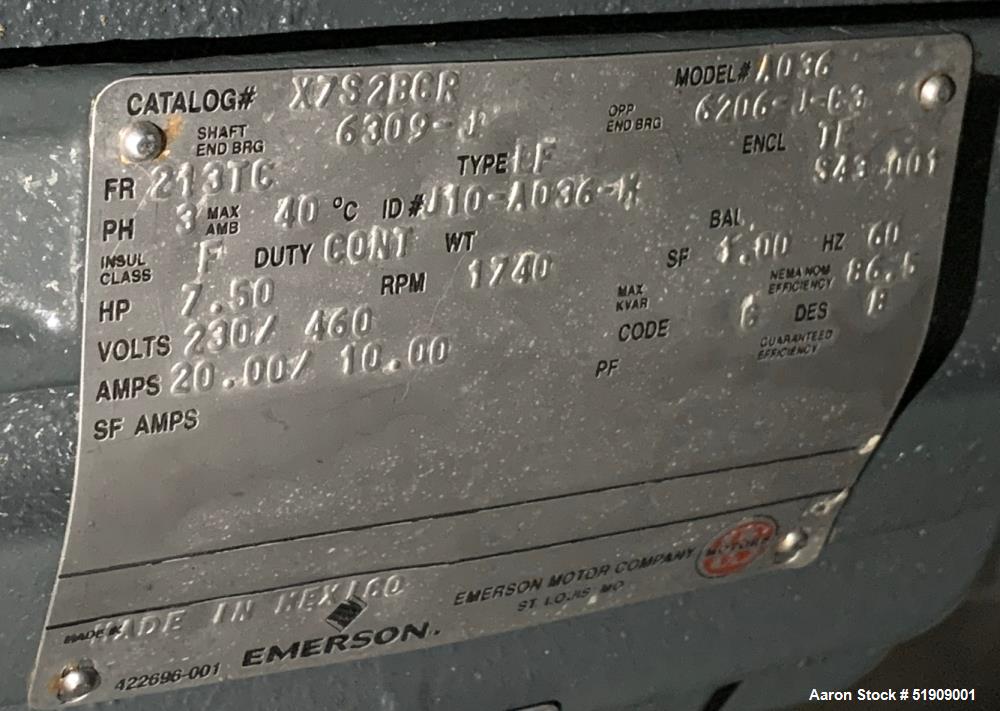 CATALOG# X7S2BCR MODEL# A036
SHAFT END BRG 6309-J OPP END BRG 6206-J-C3
FR 213TC TYPE ENCL TF
PH 3 MAX AMB 40 °C ID# J10-A036-M S43-001
INSUL CLASS F DUTY CONT WT BAL
HP 7.50 RPM 1740 SF 1.00 HZ 60
VOLTS 230/ 460 MAX KVAR NEMA NOM EFFICIENCY 86.5
AMPS 20.00/ 10.00 CODE DES B
SF AMPS PF GUARANTEED EFFICIENCY
MADE IN MADE IN MEXICO
EMERSON MOTOR COMPANY
ST. LOUIS MO
MOTORS
422696-001 EMERSON.
Aaron Stock # 51909001